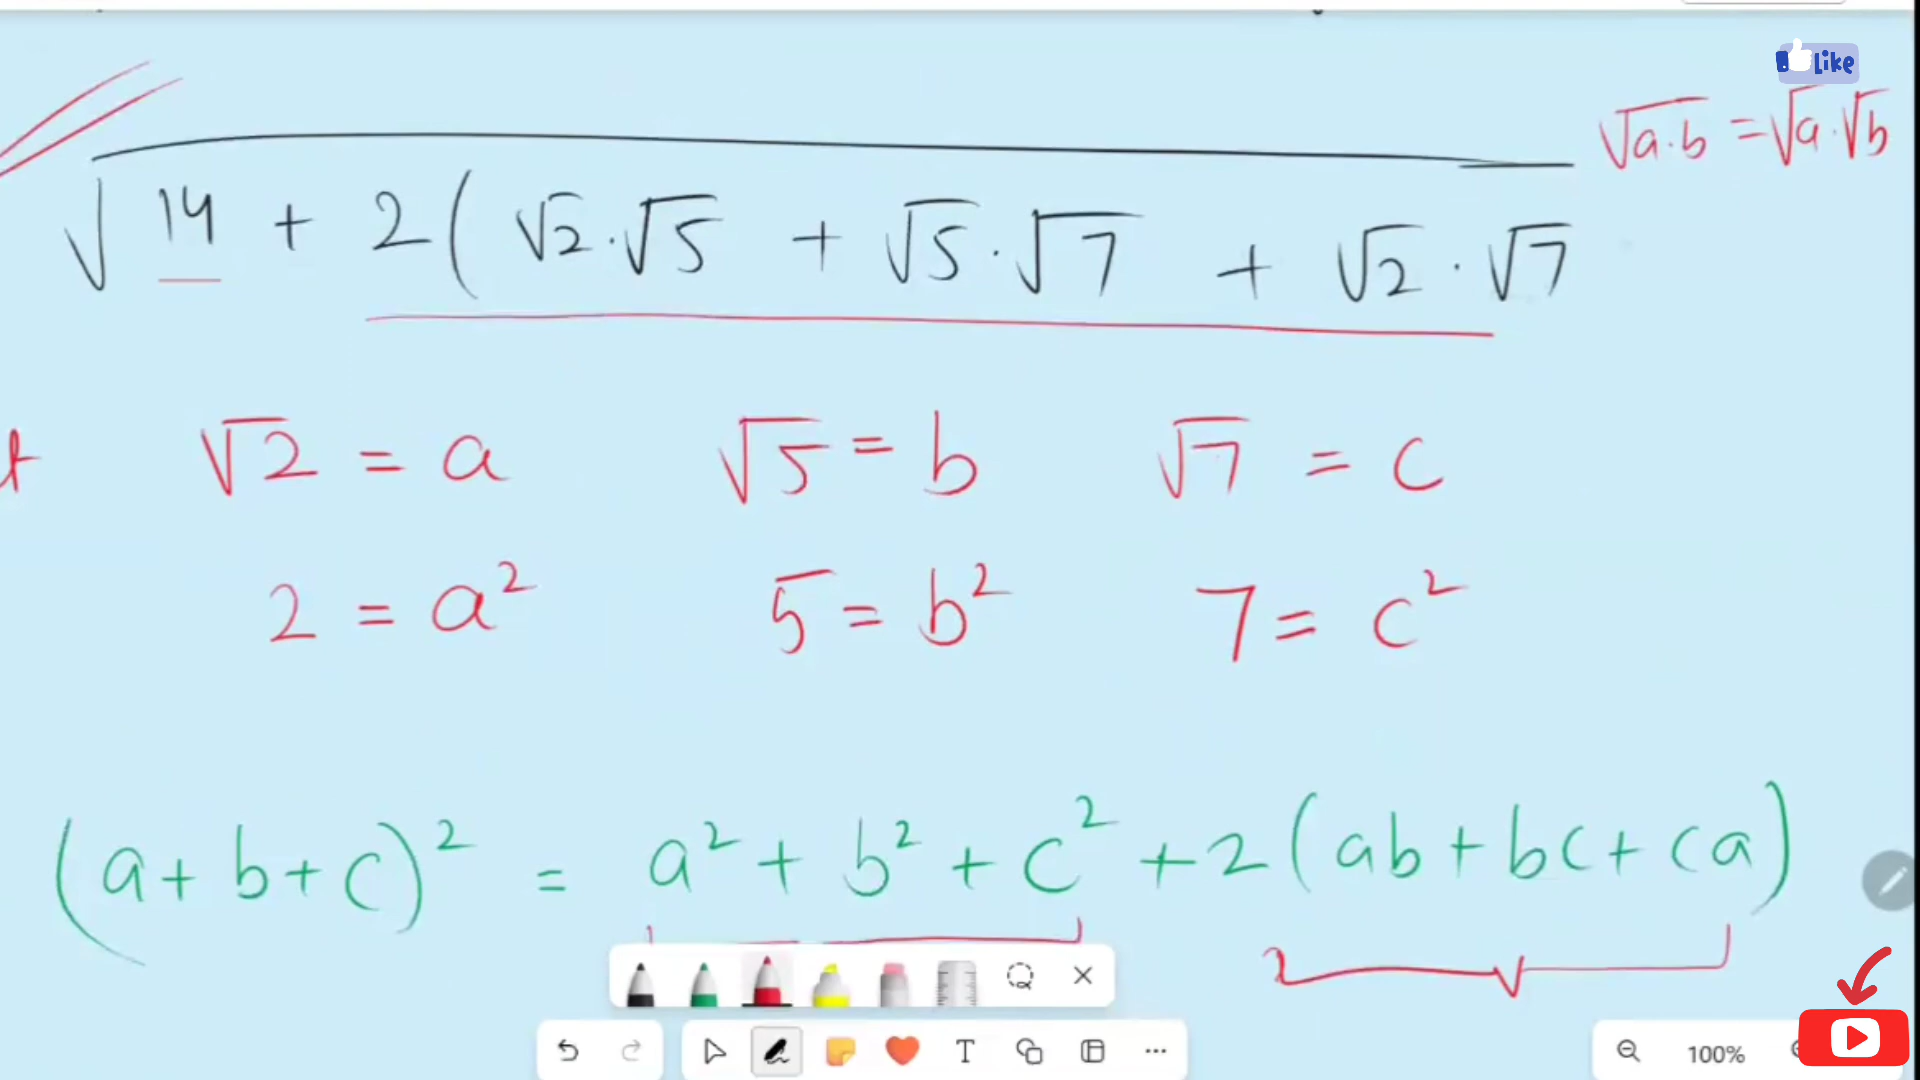 Like
√a.b = √a.√b
√14 + 2(√2.√5 + √5.√7 + √2.√7
√2 = a √5 = b √7 = c
2 = a² 5 = b² 7 = c²
(a+b+c)² = a² + b² + c² + 2(ab+bc+ca)
T
100%